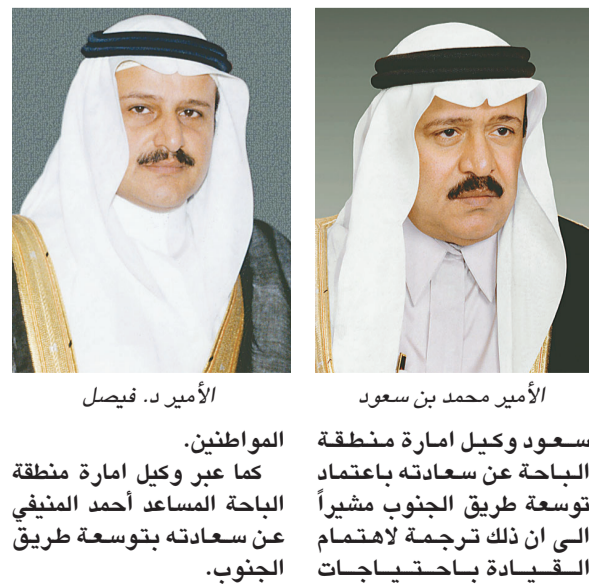 الأمير محمد بن سعود
الأمير د. فيصل
سعود وكيل امارة منطقة
الباحة عن سعادته باعتماد
توسعة طريق الجنوب مشيراً
الى ان ذلك ترجمة لاهتمام
القيادة باحتياجات
المواطنين.
كما عبر وكيل امارة منطقة
الباحة المساعد أحمد المنيفي
عن سعادته بتوسعة طريق
الجنوب.